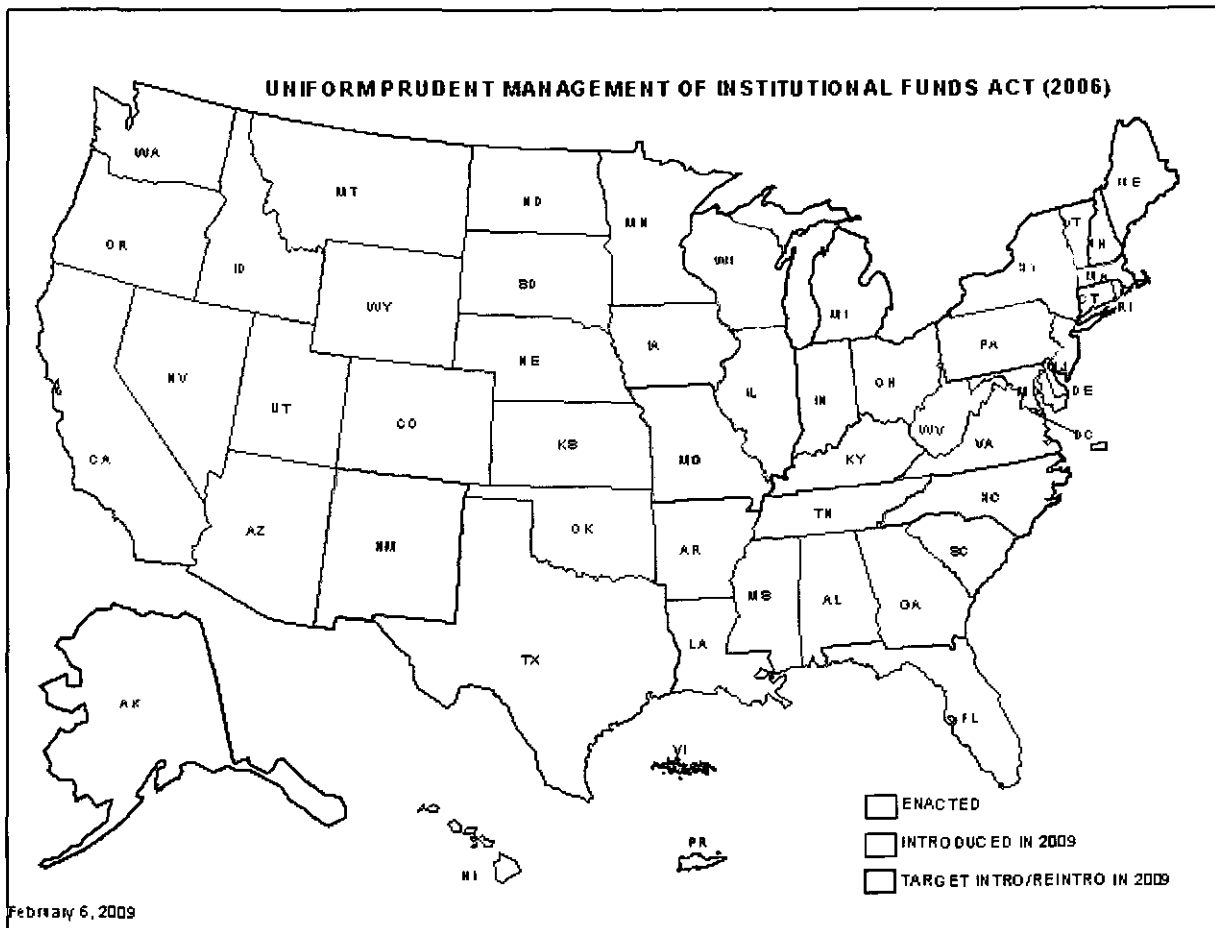 UNIFORM PRUDENT MANAGEMENT OF INSTITUTIONAL FUNDS ACT (2006)
WA
MT
ND
MN
ME
VT
NH
OR
ID
WY
SD
WI
MI
NY
MA
CT
RI
NV
UT
CO
NE
IA
IL
IN
OH
PA
NJ
DE
DC
CA
AZ
NM
KS
MO
KY
WV
VA
OK
AR
TN
NC
SC
TX
LA
MS
AL
GA
FL
AK
HI
VI
PR
ENACTED
INTRODUCED IN 2009
TARGET INTRO/REINTRO IN 2009
February 6, 2009